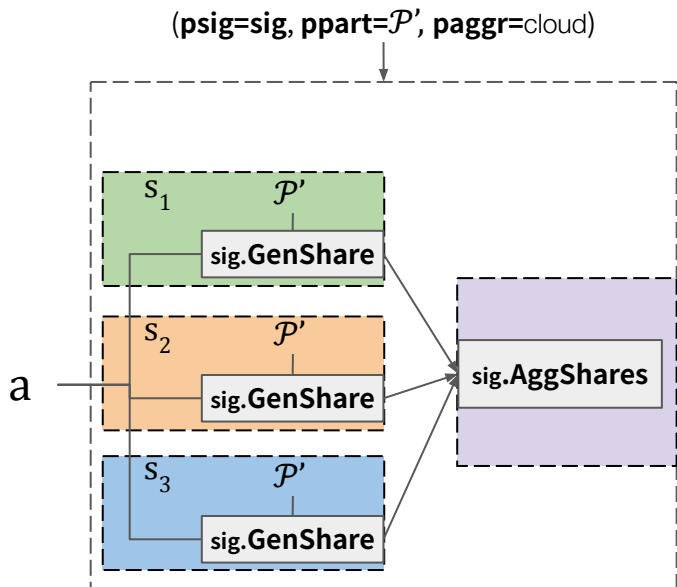 (psig=sig, ppart=𝒫', paggr=cloud)
s₁ 𝒫'
sig.GenShare
s₂ 𝒫'
sig.GenShare
sig.AggShares
a
s₃ 𝒫'
sig.GenShare